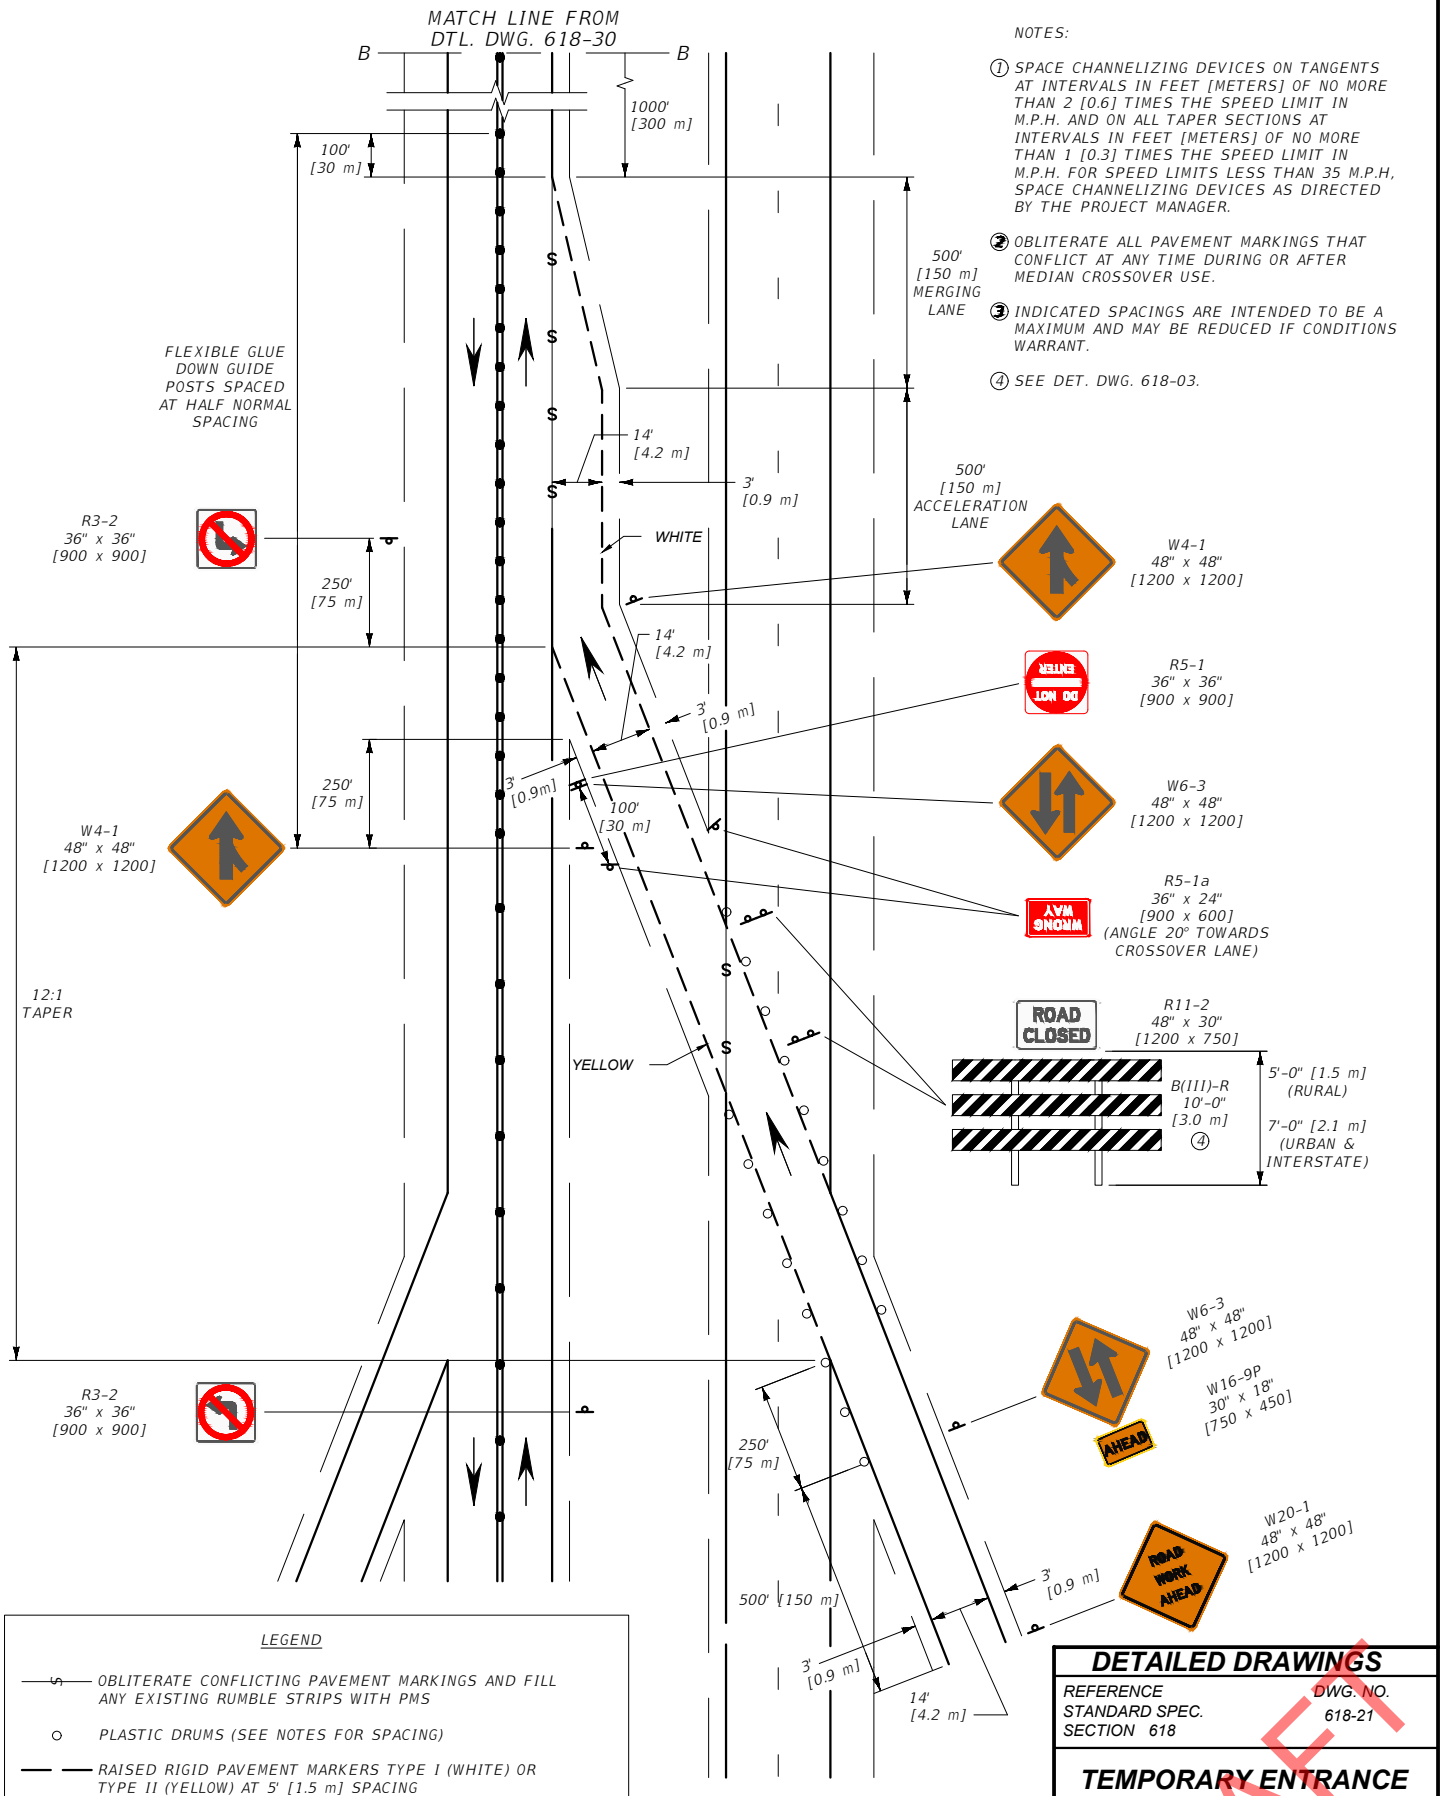 MATCH LINE FROM
DTL. DWG. 618-30
B
B
1000'
[300 m]
100'
[30 m]
NOTES:
① SPACE CHANNELIZING DEVICES ON TANGENTS
AT INTERVALS IN FEET [METERS] OF NO MORE
THAN 2 [0.6] TIMES THE SPEED LIMIT IN
M.P.H. AND ON ALL TAPER SECTIONS AT
INTERVALS IN FEET [METERS] OF NO MORE
THAN 1 [0.3] TIMES THE SPEED LIMIT IN
M.P.H. FOR SPEED LIMITS LESS THAN 35 M.P.H,
SPACE CHANNELIZING DEVICES AS DIRECTED
BY THE PROJECT MANAGER.
② OBLITERATE ALL PAVEMENT MARKINGS THAT
CONFLICT AT ANY TIME DURING OR AFTER
MEDIAN CROSSOVER USE.
③ INDICATED SPACINGS ARE INTENDED TO BE A
MAXIMUM AND MAY BE REDUCED IF CONDITIONS
WARRANT.
④ SEE DET. DWG. 618-03.
500'
[150 m]
MERGING
LANE
S
S
S
S
FLEXIBLE GLUE
DOWN GUIDE
POSTS SPACED
AT HALF NORMAL
SPACING
14'
[4.2 m]
3'
[0.9 m]
500'
[150 m]
ACCELERATION
LANE
R3-2
36" x 36"
[900 x 900]
WHITE
W4-1
48" x 48"
[1200 x 1200]
250'
[75 m]
14'
[4.2 m]
DO NOT
ENTER
R5-1
36" x 36"
[900 x 900]
3'
[0.9 m]
250'
[75 m]
3'
[0.9m]
100'
[30 m]
W6-3
48" x 48"
[1200 x 1200]
W4-1
48" x 48"
[1200 x 1200]
WRONG
WAY
R5-1a
36" x 24"
[900 x 600]
(ANGLE 20° TOWARDS
CROSSOVER LANE)
S
S
12:1
TAPER
YELLOW
ROAD
CLOSED
R11-2
48" x 30"
[1200 x 750]
B(III)-R
10'-0"
[3.0 m]
④
5'-0" [1.5 m]
(RURAL)
7'-0" [2.1 m]
(URBAN &
INTERSTATE)
W6-3
48" x 48"
[1200 x 1200]
W16-9P
30" x 18"
[750 x 450]
AHEAD
R3-2
36" x 36"
[900 x 900]
250'
[75 m]
W20-1
48" x 48"
[1200 x 1200]
ROAD
WORK
AHEAD
500' [150 m]
3'
[0.9 m]
3'
[0.9 m]
14'
[4.2 m]
LEGEND
S OBLITERATE CONFLICTING PAVEMENT MARKINGS AND FILL
ANY EXISTING RUMBLE STRIPS WITH PMS
PLASTIC DRUMS (SEE NOTES FOR SPACING)
RAISED RIGID PAVEMENT MARKERS TYPE I (WHITE) OR
TYPE II (YELLOW) AT 5' [1.5 m] SPACING
DETAILED DRAWINGS
REFERENCE
STANDARD SPEC.
SECTION 618
DWG. NO.
618-21
TEMPORARY ENTRANCE